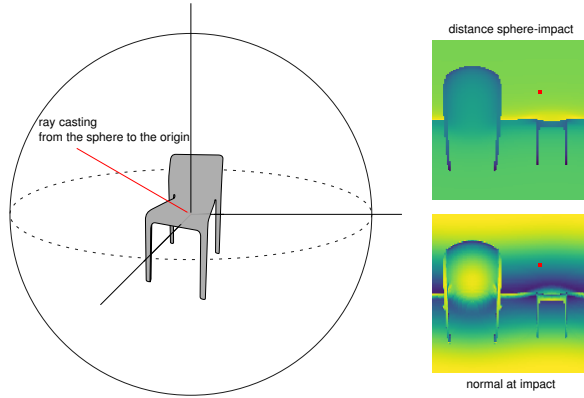 ray casting
from the sphere to the origin
distance sphere-impact
normal at impact